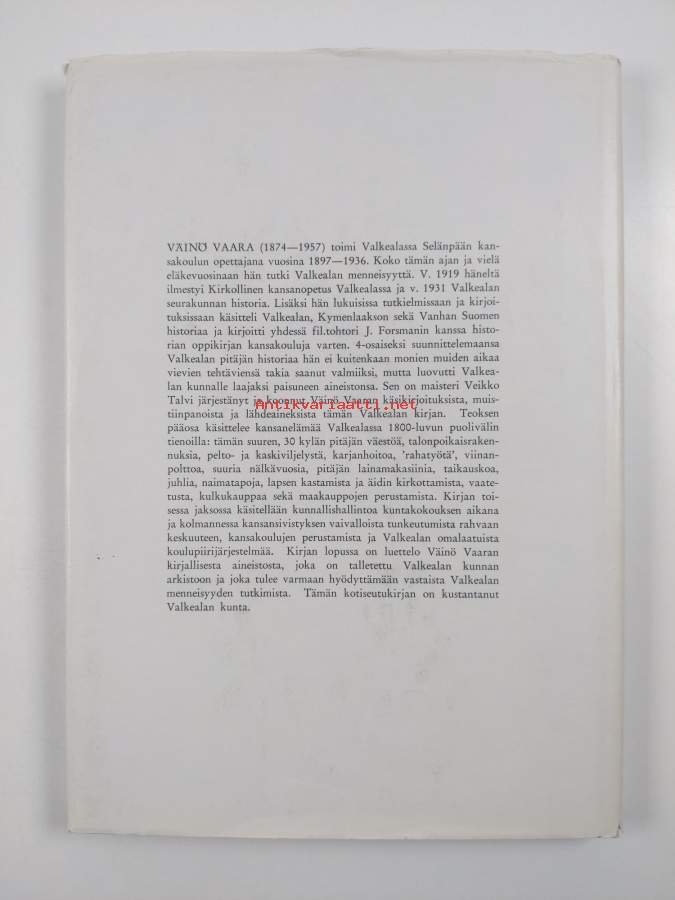 VÄINÖ VAARA (1874—1957) toimi Valkealassa Selänpään kan-
sakoulun opettajana vuosina 1897—1936. Koko tämän ajan ja vielä
eläkevuosinaan hän tutki Valkealan menneisyyttä. V. 1919 häneltä
ilmestyi Kirkollinen kansanopetus Valkealassa ja v. 1931 Valkealan
seurakunnan historia. Lisäksi hän lukuisissa tutkielmissaan ja kirjoi-
tuksissaan käsitteli Valkealan, Kymenlaakson sekä Vanhan Suomen
historiaa ja kirjoitti yhdessä fil.tohtori J. Forsmanin kanssa histo-
rian oppikirjan kansakouluja varten. 4-osaiseksi suunnittelemaansa
Valkealan pitäjän historiaa hän ei kuitenkaan monien muiden aikaa
vievien tehtäviensä takia saanut valmiiksi, mutta luovutti Valkea-
lan kunnalle laajaksi paisuneen aineistonsa. Sen on maisteri Veikko
Talvi järjestänyt ja koonnut Väinö Vaaran käsikirjoituksista, muis-
tiinpanoista ja lähdeaineksista tämän Valkealan kirjan. Teoksen
antikvariaatti.net
pääosa käsittelee kansanelämää Valkealassa 1800-luvun puolivälin
tienoilla: tämän suuren, 30 kylän pitäjän väestöä, talonpoikaisraken-
nuksia, pelto- ja kaskiviljelystä, karjanhoitoa, 'rahatyötä', viinan-
polttoa, suuria nälkävuosia, pitäjän lainamakasiinia, taikauskoa,
juhlia, naimatapoja, lapsen kastamista ja äidin kirkottamista, vaate-
tusta, kulkukauppaa sekä maakauppojen perustamista. Kirjan toi-
sessa jaksossa käsitellään kunnallishallintoa kuntakokouksen aikana
ja kolmannessa kansansivistyksen vaivalloista tunkeutumista rahvaan
keskuuteen, kansakoulujen perustamista ja Valkealan omalaatuista
koulupiirijärjestelmää. Kirjan lopussa on luettelo Väinö Vaaran
kirjallisesta aineistosta, joka on talletettu Valkealan kunnan
arkistoon ja joka tulee varmaan hyödyttämään vastaista Valkealan
menneisyyden tutkimista. Tämän kotiseutukirjan on kustantanut
Valkealan kunta.